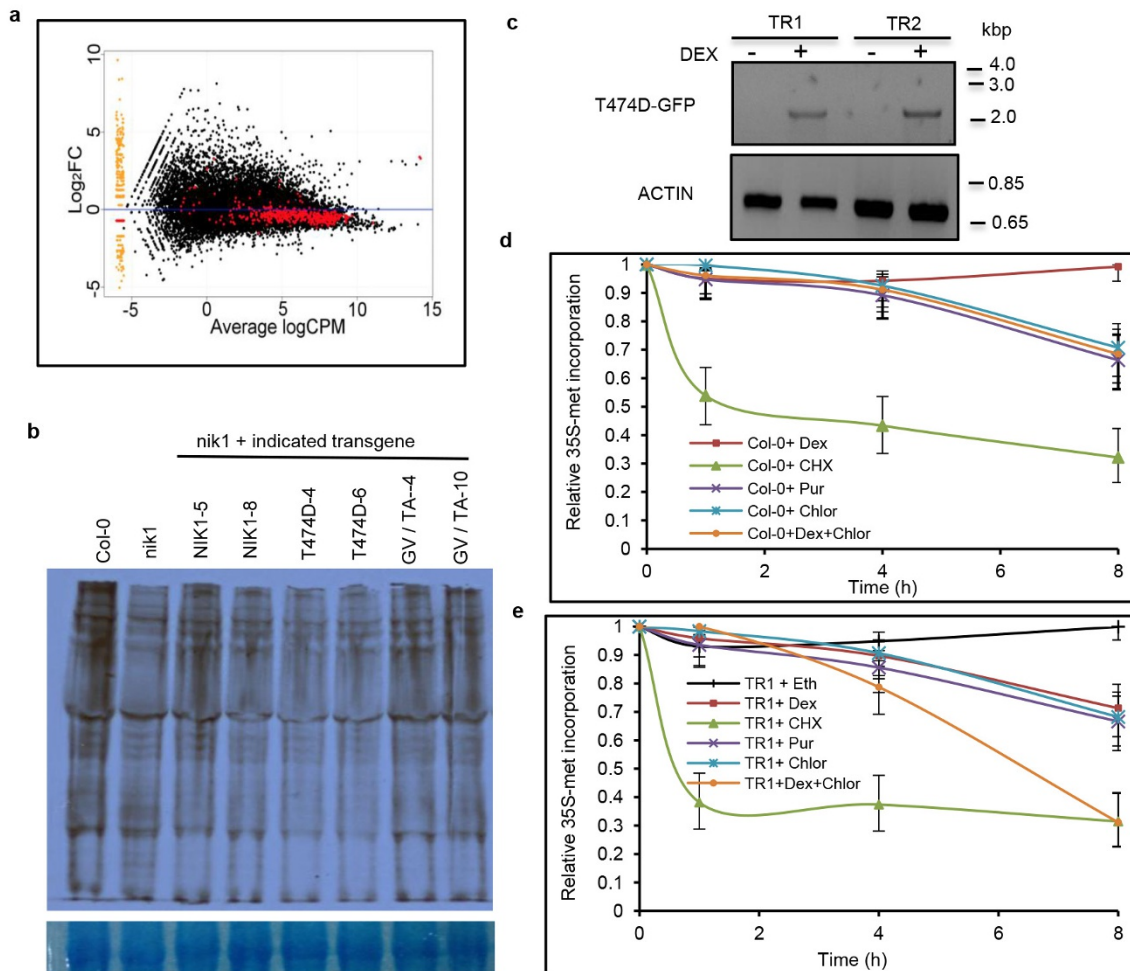 a
10
5
0
-5
Log₂FC
-5 0 5 10 15
Average logCPM
b
nik1 + indicated transgene
Col-0
nik1
NIK1-5
NIK1-8
T474D-4
T474D-6
GV / TA--4
GV / TA-10
c
TR1 TR2 kbp
DEX - + - +
T474D-GFP
4.0
3.0
2.0
ACTIN
0.85
0.65
d
Relative 35S-met incorporation
1
0.9
0.8
0.7
0.6
0.5
0.4
0.3
0.2
0.1
0
Col-0+ Dex
Col-0+ CHX
Col-0+ Pur
Col-0+ Chlor
Col-0+Dex+Chlor
0 2 4 6 8
Time (h)
e
Relative 35S-met incorporation
1
0.9
0.8
0.7
0.6
0.5
0.4
0.3
0.2
0.1
0
TR1 + Eth
TR1+ Dex
TR1+ CHX
TR1+ Pur
TR1+ Chlor
TR1+Dex+Chlor
0 2 4 6 8
Time (h)